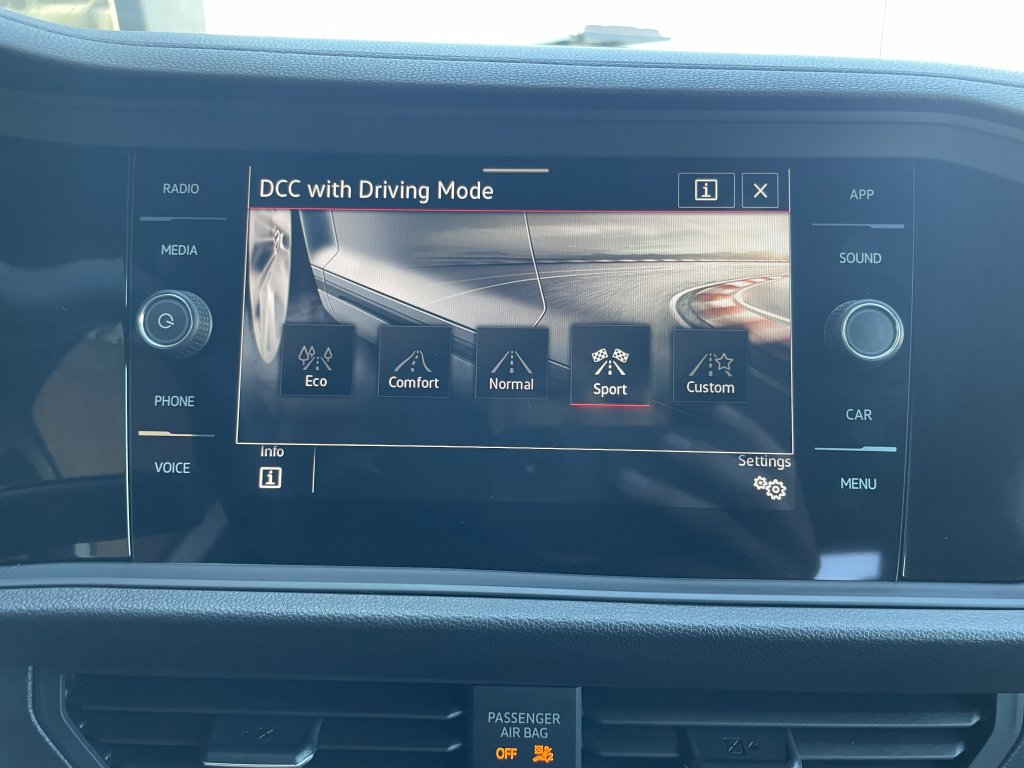 RADIO
MEDIA
PHONE
VOICE
DCC with Driving Mode
i
Eco
Comfort
Normal
Sport
Custom
Info
i
Settings
APP
SOUND
CAR
MENU
PASSENGER
AIR BAG
OFF